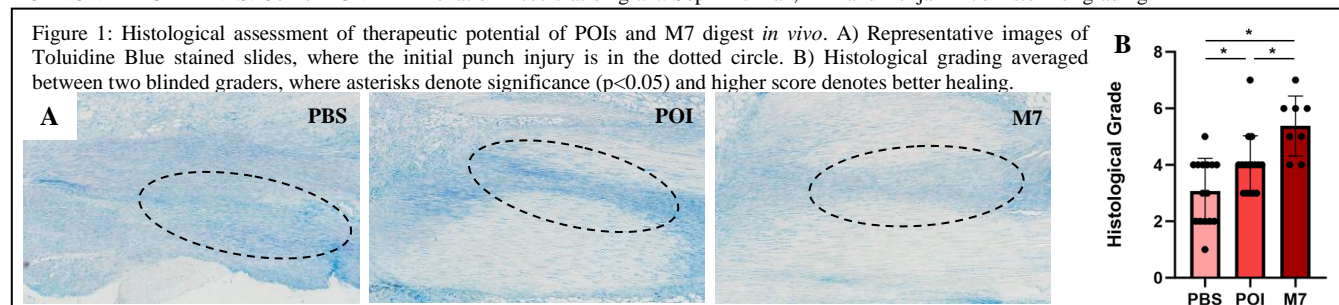 Figure 1: Histological assessment of therapeutic potential of POIs and M7 digest in vivo. A) Representative images of
Toluidine Blue stained slides, where the initial punch injury is in the dotted circle. B) Histological grading averaged
between two blinded graders, where asterisks denote significance (p<0.05) and higher score denotes better healing.
A
PBS
POI
M7
B
*
* *
Histological Grade
8
6
4
2
0
PBS POI M7